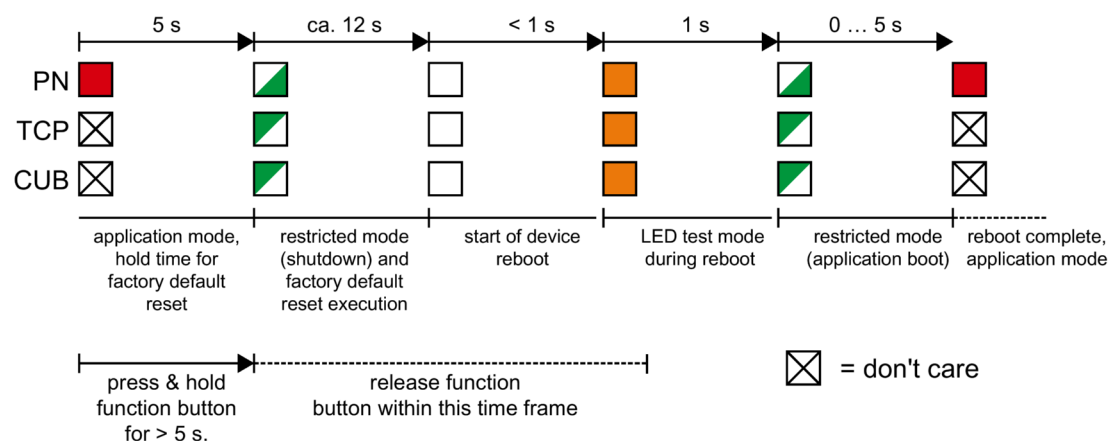 5 s
ca. 12 s
< 1 s
1 s
0 … 5 s
PN
TCP
CUB
application mode,
hold time for
factory default
reset
restricted mode
(shutdown) and
factory default
reset execution
start of device
reboot
LED test mode
during reboot
restricted mode
(application boot)
reboot complete,
application mode
press & hold
function button
for > 5 s.
release function
button within this time frame
= don't care